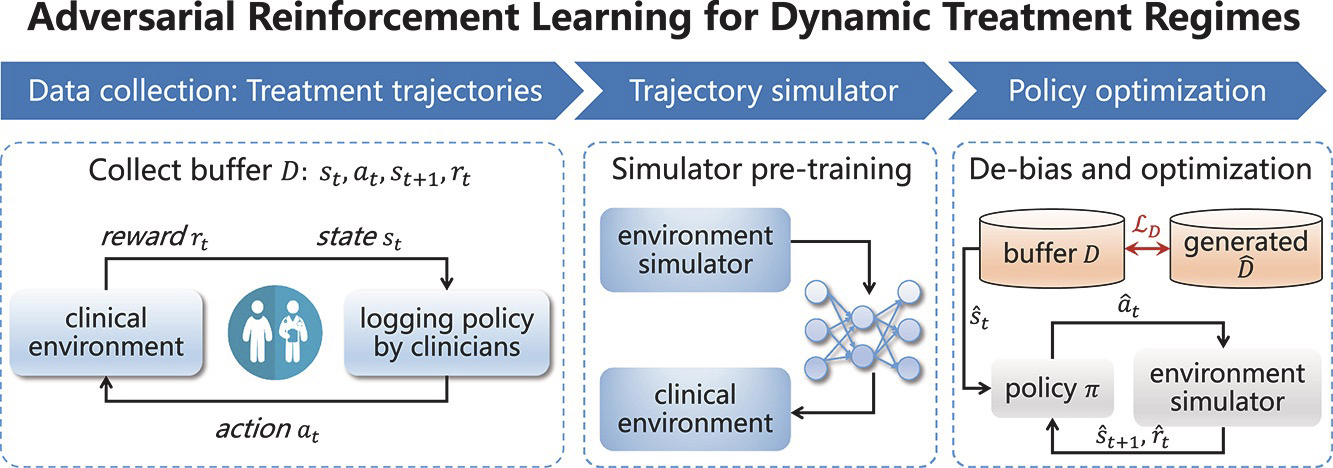 Adversarial Reinforcement Learning for Dynamic Treatment Regimes
Data collection: Treatment trajectories
Trajectory simulator
Policy optimization
Collect buffer D: s_t, a_t, s_{t+1}, r_t
reward r_t
state s_t
clinical
environment
logging policy
by clinicians
action a_t
Simulator pre-training
environment
simulator
clinical
environment
De-bias and optimization
buffer D
ℒ_D
generated
D̂
ŝ_t
â_t
policy π
environment
simulator
ŝ_{t+1}, r̂_t